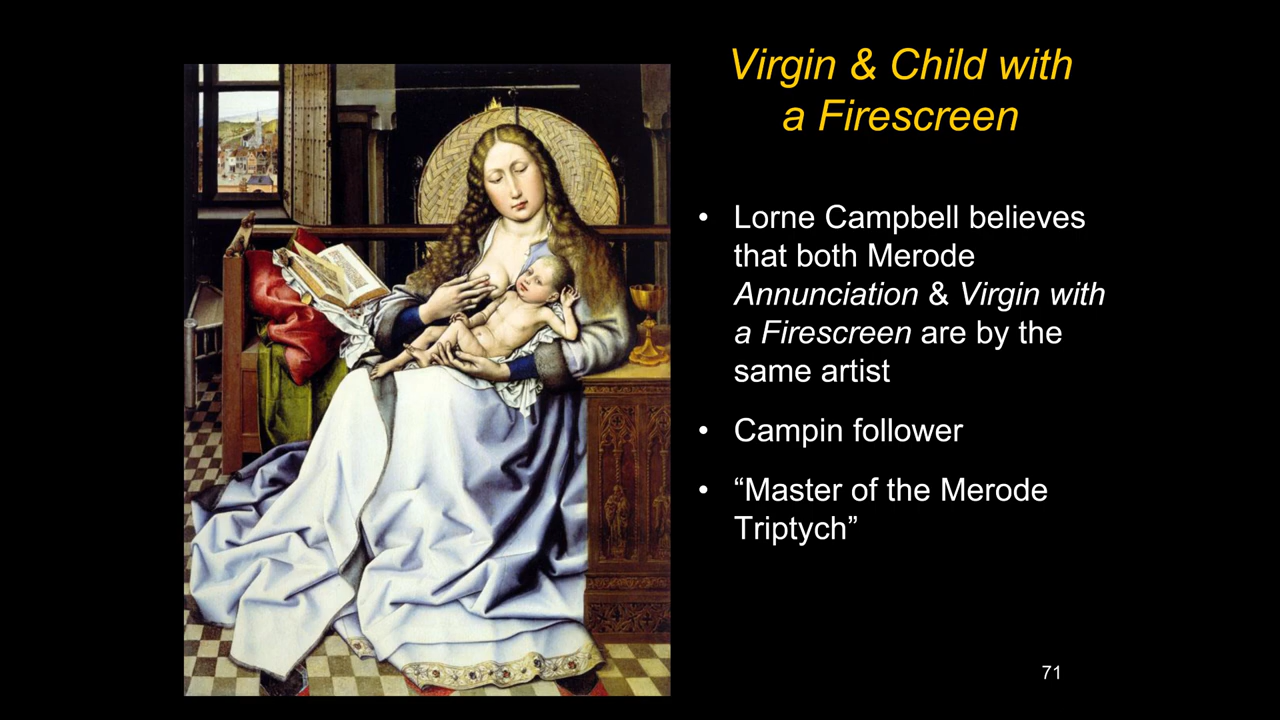 Virgin & Child with
a Firescreen
• Lorne Campbell believes
that both Merode
Annunciation & Virgin with
a Firescreen are by the
same artist
• Campin follower
• “Master of the Merode
Triptych”
71